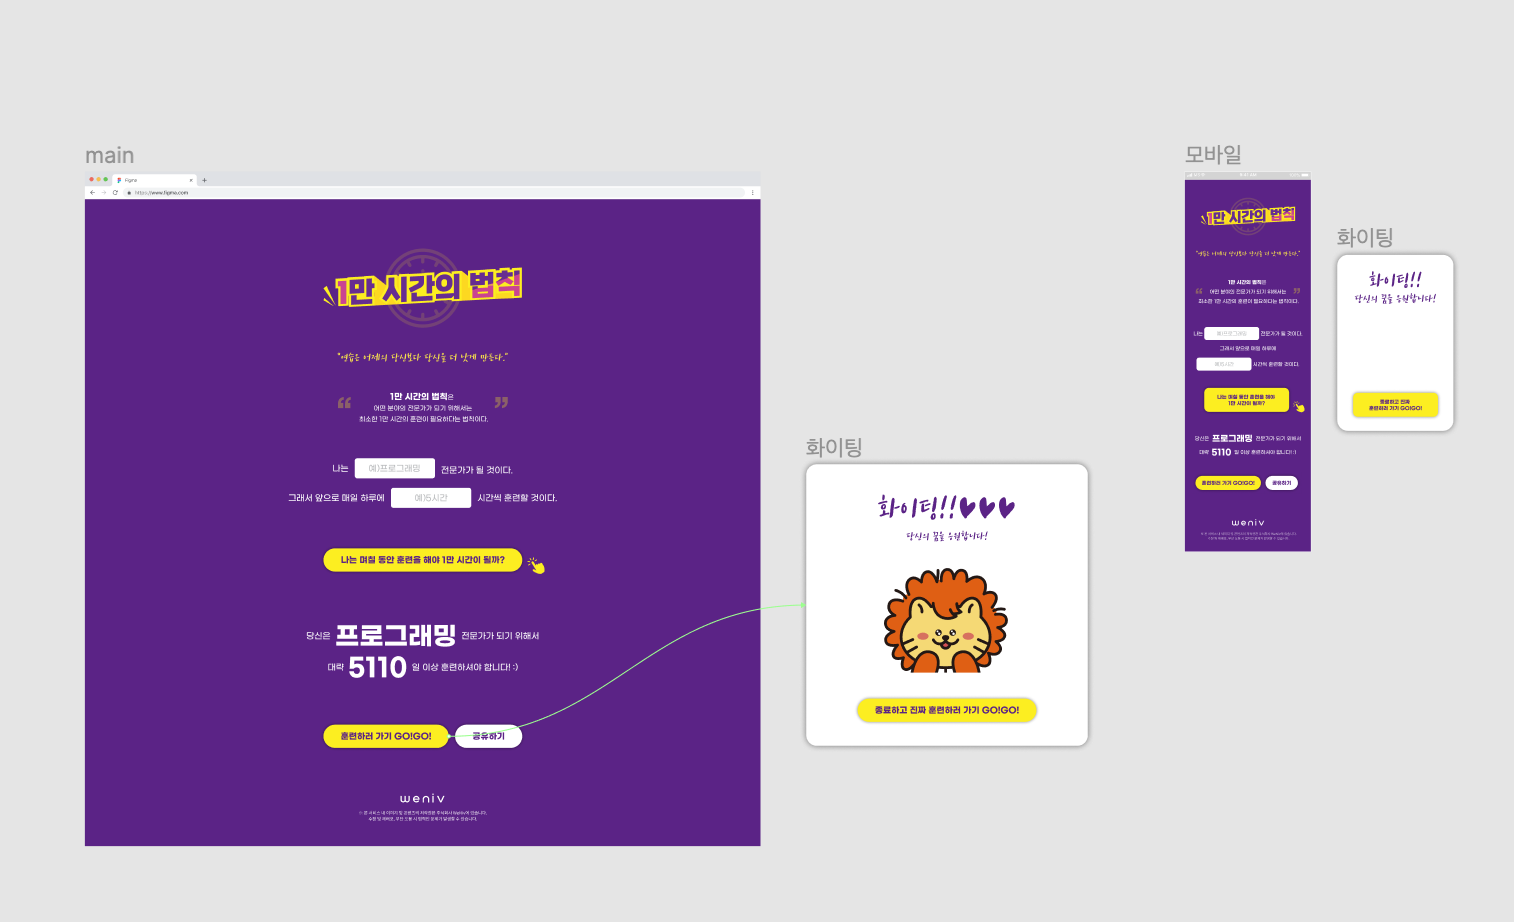 main
Figma
https://www.figma.com
1만 시간의 법칙
"연습은 어제의 당신보다 당신을 더 낫게 만든다."
“ 1만 시간의 법칙은 ”
어떤 분야의 전문가가 되기 위해서는
최소한 1만 시간의 훈련이 필요하다는 법칙이다.
나는 예)프로그래밍 전문가가 될 것이다.
그래서 앞으로 매일 하루에 예)5시간 시간씩 훈련할 것이다.
나는 며칠 동안 훈련을 해야 1만 시간이 될까?
당신은 프로그래밍 전문가가 되기 위해서
대략 5110 일 이상 훈련하셔야 합니다! :)
훈련하러 가기 GO!GO!
공유하기
weniv
화이팅
화이팅!!♥♥♥
당신의 꿈을 응원합니다!
종료하고 진짜 훈련하러 가기 GO!GO!
모바일
1만 시간의 법칙
"연습은 어제의 당신보다 당신을 더 낫게 만든다."
“ 1만 시간의 법칙은 ”
어떤 분야의 전문가가 되기 위해서는
최소한 1만 시간의 훈련이 필요하다는 법칙이다.
나는 예)프로그래밍 전문가가 될 것이다.
그래서 앞으로 매일 하루에
예)5시간 시간씩 훈련할 것이다.
나는 며칠 동안 훈련을 해야
1만 시간이 될까?
당신은 프로그래밍 전문가가 되기 위해서
대략 5110 일 이상 훈련하셔야 합니다! :)
훈련하러 가기 GO!GO!
공유하기
weniv
화이팅
화이팅!!
당신의 꿈을 응원합니다!
종료하고 진짜
훈련하러 가기 GO!GO!